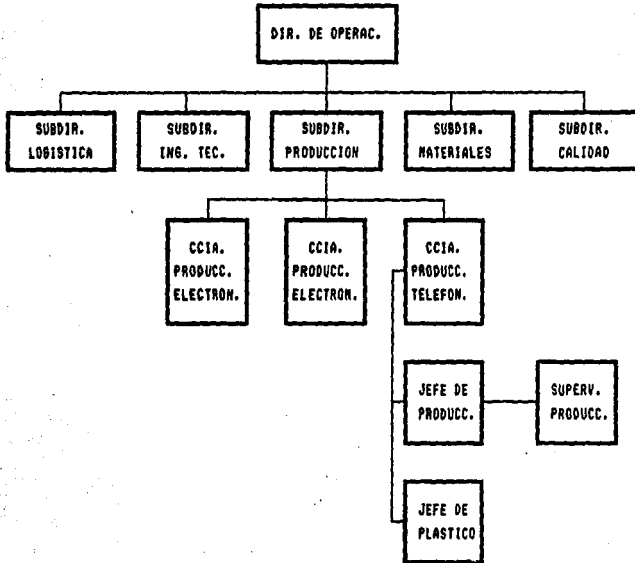 DIR. DE OPERAC.
SUBDIR.
LOGISTICA
SUBDIR.
ING. TEC.
SUBDIR.
PRODUCCION
SUBDIR.
MATERIALES
SUBDIR.
CALIDAD
CCIA.
PRODUCC.
ELECTRON.
CCIA.
PRODUCC.
ELECTRON.
CCIA.
PRODUCC.
TELEFON.
JEFE DE
PRODUCC.
SUPERV.
PRODUCC.
JEFE DE
PLASTICO